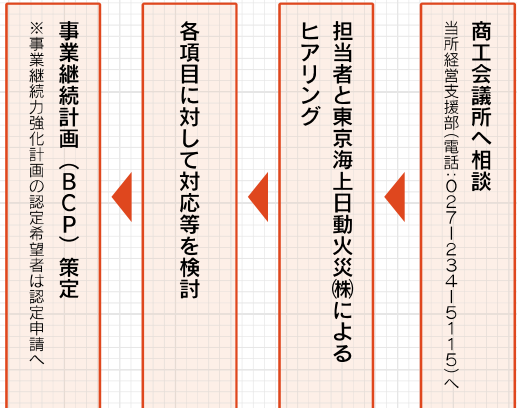 商工会議所へ相談
当所経営支援部(電話:027-234-5115)へ
担当者と東京海上日動火災㈱による
ヒアリング
各項目に対して対応等を検討
事業継続計画(BCP)策定
※事業継続力強化計画の認定希望者は認定申請へ